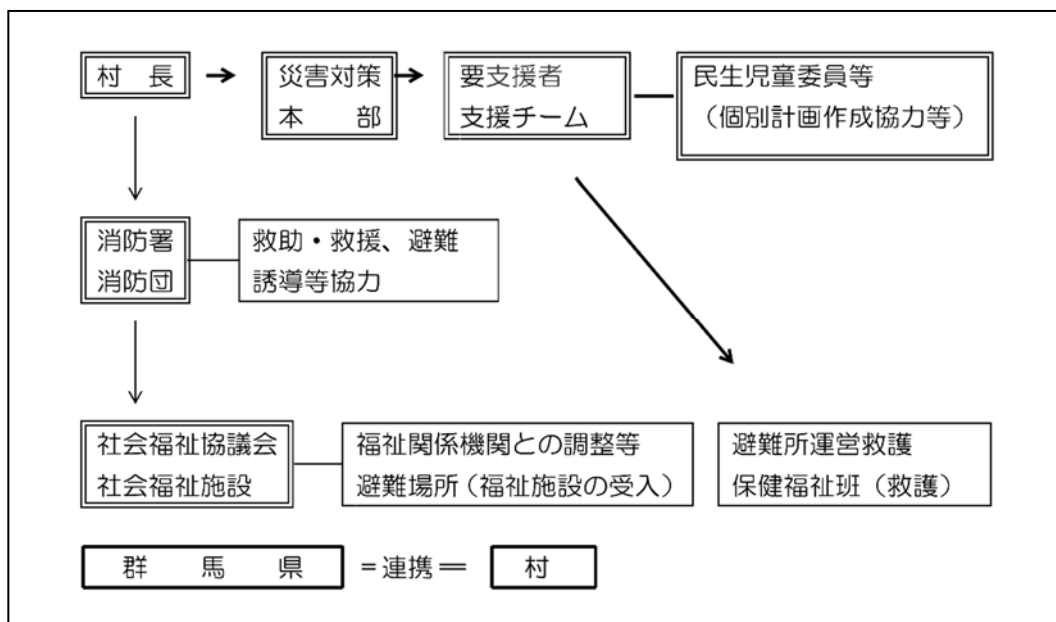 村　長
災害対策
本　　部
要支援者
支援チーム
民生児童委員等
（個別計画作成協力等）
消防署
消防団
救助・救援、避難
誘導等協力
社会福祉協議会
社会福祉施設
福祉関係機関との調整等
避難場所（福祉施設の受入）
避難所運営救護
保健福祉班（救護）
群　馬　県　＝連携＝　村